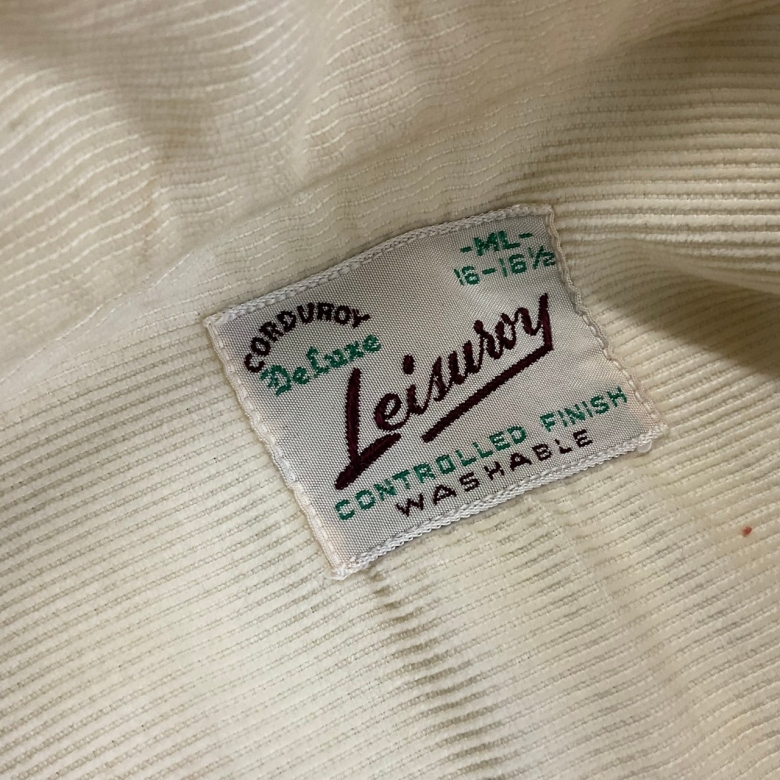 -ML-
16-16½
CORDUROY
DeLuxe
Leisuroy
CONTROLLED FINISH
WASHABLE